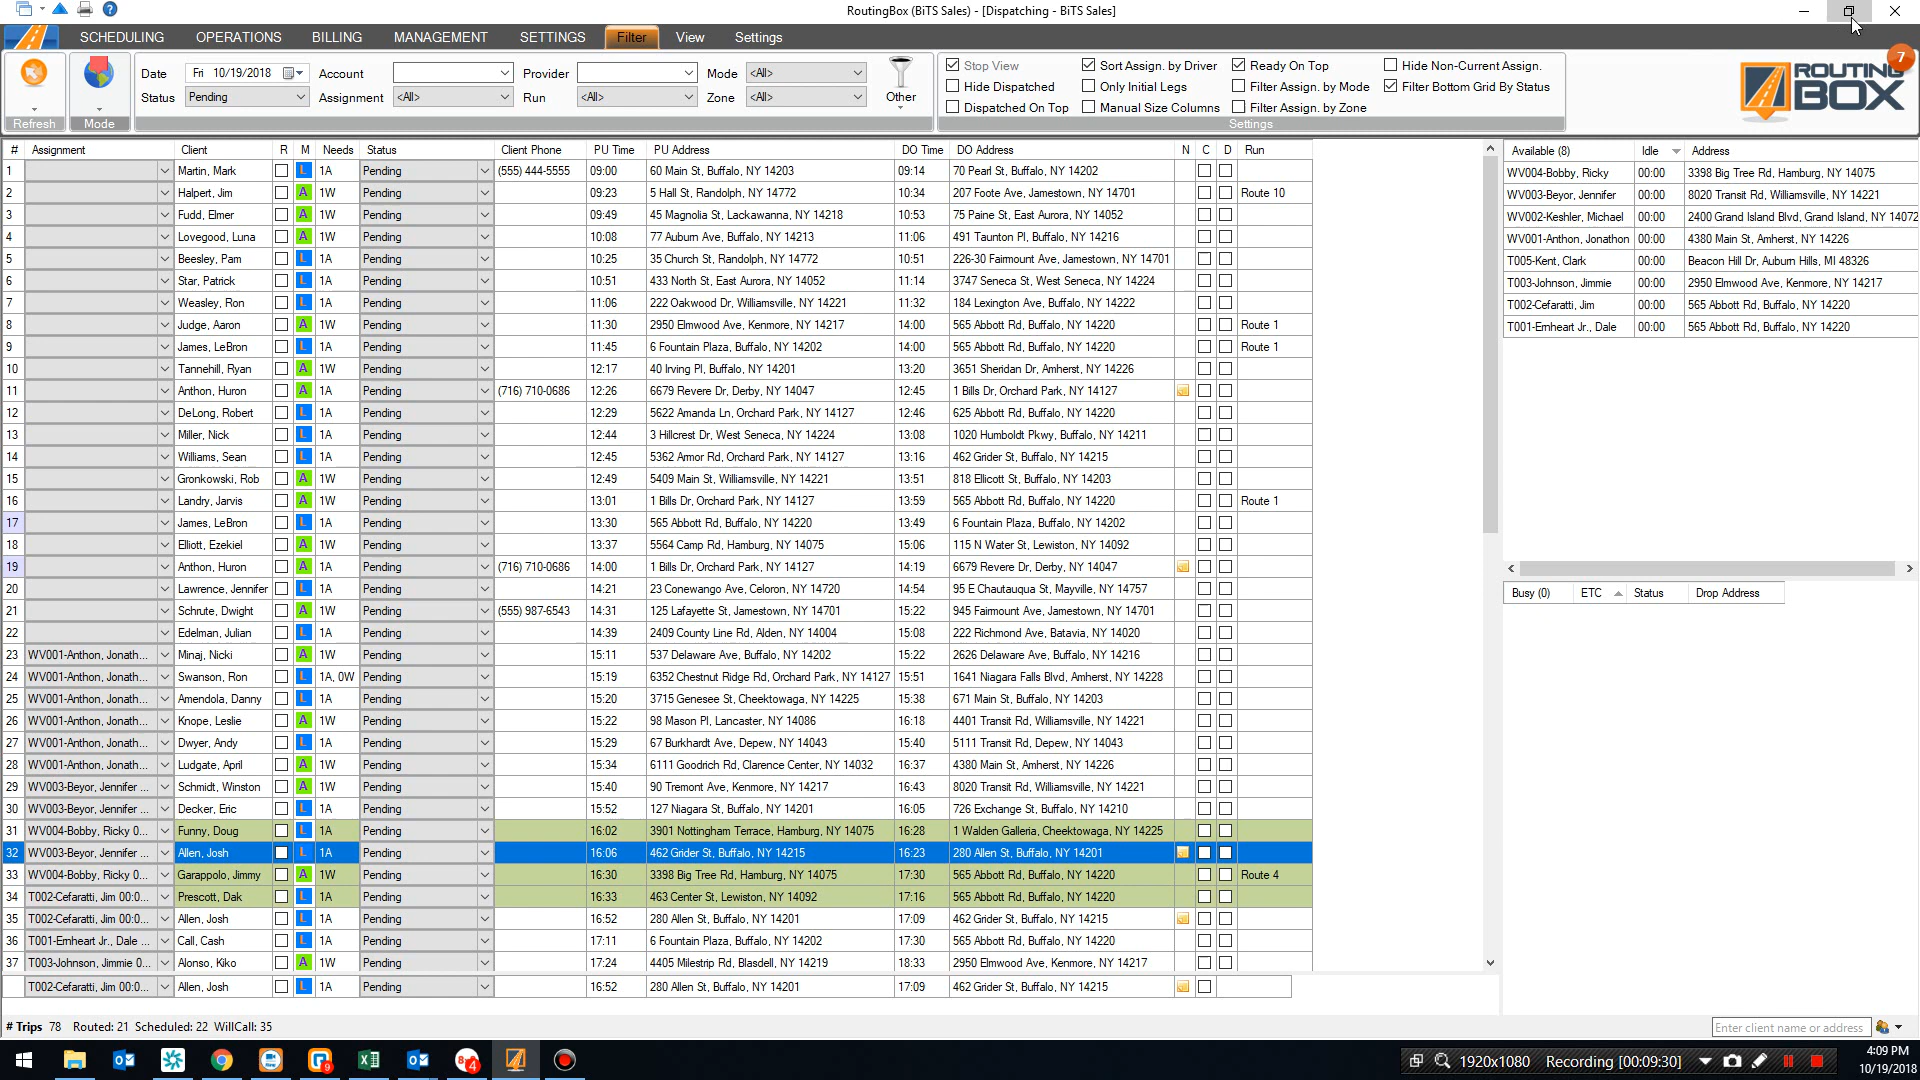 RoutingBox (BiTS Sales) - [Dispatching - BiTS Sales]
SCHEDULING OPERATIONS BILLING MANAGEMENT SETTINGS Filter View Settings
Date Fri 10/19/2018 Account Provider Mode <All>
Status Pending Assignment <All> Run <All> Zone <All> Other
Refresh Mode
Stop View Sort Assign. by Driver Ready On Top Hide Non-Current Assign.
Hide Dispatched Only Initial Legs Filter Assign. by Mode Filter Bottom Grid By Status
Dispatched On Top Manual Size Columns Filter Assign. by Zone
Settings
ROUTING BOX 7
# Assignment Client R M Needs Status Client Phone PU Time PU Address DO Time DO Address N C D Run
1 Martin, Mark L 1A Pending (555) 444-5555 09:00 60 Main St, Buffalo, NY 14203 09:14 70 Pearl St, Buffalo, NY 14202
2 Halpert, Jim A 1W Pending 09:23 5 Hall St, Randolph, NY 14772 10:34 207 Foote Ave, Jamestown, NY 14701 Route 10
3 Fudd, Elmer A 1W Pending 09:49 45 Magnolia St, Lackawanna, NY 14218 10:53 75 Paine St, East Aurora, NY 14052
4 Lovegood, Luna A 1W Pending 10:08 77 Auburn Ave, Buffalo, NY 14213 11:06 491 Taunton Pl, Buffalo, NY 14216
5 Beesley, Pam L 1A Pending 10:25 35 Church St, Randolph, NY 14772 10:51 226-30 Fairmount Ave, Jamestown, NY 14701
6 Star, Patrick L 1A Pending 10:51 433 North St, East Aurora, NY 14052 11:14 3747 Seneca St, West Seneca, NY 14224
7 Weasley, Ron L 1A Pending 11:06 222 Oakwood Dr, Williamsville, NY 14221 11:32 184 Lexington Ave, Buffalo, NY 14222
8 Judge, Aaron A 1W Pending 11:30 2950 Elmwood Ave, Kenmore, NY 14217 14:00 565 Abbott Rd, Buffalo, NY 14220 Route 1
9 James, LeBron L 1A Pending 11:45 6 Fountain Plaza, Buffalo, NY 14202 14:00 565 Abbott Rd, Buffalo, NY 14220 Route 1
10 Tannehill, Ryan A 1W Pending 12:17 40 Irving Pl, Buffalo, NY 14201 13:20 3651 Sheridan Dr, Amherst, NY 14226
11 Anthon, Huron A 1A Pending (716) 710-0686 12:26 6679 Revere Dr, Derby, NY 14047 12:45 1 Bills Dr, Orchard Park, NY 14127
12 DeLong, Robert L 1A Pending 12:29 5622 Amanda Ln, Orchard Park, NY 14127 12:46 625 Abbott Rd, Buffalo, NY 14220
13 Miller, Nick L 1A Pending 12:44 3 Hillcrest Dr, West Seneca, NY 14224 13:08 1020 Humboldt Pkwy, Buffalo, NY 14211
14 Williams, Sean L 1A Pending 12:45 5362 Armor Rd, Orchard Park, NY 14127 13:16 462 Grider St, Buffalo, NY 14215
15 Gronkowski, Rob A 1W Pending 12:49 5409 Main St, Williamsville, NY 14221 13:51 818 Ellicott St, Buffalo, NY 14203
16 Landry, Jarvis A 1W Pending 13:01 1 Bills Dr, Orchard Park, NY 14127 13:59 565 Abbott Rd, Buffalo, NY 14220 Route 1
17 James, LeBron L 1A Pending 13:30 565 Abbott Rd, Buffalo, NY 14220 13:49 6 Fountain Plaza, Buffalo, NY 14202
18 Elliott, Ezekiel A 1W Pending 13:37 5564 Camp Rd, Hamburg, NY 14075 15:06 115 N Water St, Lewiston, NY 14092
19 Anthon, Huron A 1A Pending (716) 710-0686 14:00 1 Bills Dr, Orchard Park, NY 14127 14:19 6679 Revere Dr, Derby, NY 14047
20 Lawrence, Jennifer L 1A Pending 14:21 23 Conewango Ave, Celoron, NY 14720 14:54 95 E Chautauqua St, Mayville, NY 14757
21 Schrute, Dwight A 1W Pending (555) 987-6543 14:31 125 Lafayette St, Jamestown, NY 14701 15:22 945 Fairmount Ave, Jamestown, NY 14701
22 Edelman, Julian L 1A Pending 14:39 2409 County Line Rd, Alden, NY 14004 15:08 222 Richmond Ave, Batavia, NY 14020
23 WV001-Anthon, Jonath... Minaj, Nicki A 1W Pending 15:11 537 Delaware Ave, Buffalo, NY 14202 15:22 2626 Delaware Ave, Buffalo, NY 14216
24 WV001-Anthon, Jonath... Swanson, Ron L 1A, 0W Pending 15:19 6352 Chestnut Ridge Rd, Orchard Park, NY 14127 15:51 1641 Niagara Falls Blvd, Amherst, NY 14228
25 WV001-Anthon, Jonath... Amendola, Danny L 1A Pending 15:20 3715 Genesee St, Cheektowaga, NY 14225 15:38 671 Main St, Buffalo, NY 14203
26 WV001-Anthon, Jonath... Knope, Leslie A 1W Pending 15:22 98 Mason Pl, Lancaster, NY 14086 16:18 4401 Transit Rd, Williamsville, NY 14221
27 WV001-Anthon, Jonath... Dwyer, Andy L 1A Pending 15:29 67 Burkhardt Ave, Depew, NY 14043 15:40 5111 Transit Rd, Depew, NY 14043
28 WV001-Anthon, Jonath... Ludgate, April A 1W Pending 15:34 6111 Goodrich Rd, Clarence Center, NY 14032 16:37 4380 Main St, Amherst, NY 14226
29 WV003-Beyor, Jennifer ... Schmidt, Winston A 1W Pending 15:40 90 Tremont Ave, Kenmore, NY 14217 16:43 8020 Transit Rd, Williamsville, NY 14221
30 WV003-Beyor, Jennifer ... Decker, Eric L 1A Pending 15:52 127 Niagara St, Buffalo, NY 14201 16:05 726 Exchange St, Buffalo, NY 14210
31 WV004-Bobby, Ricky 0... Funny, Doug L 1A Pending 16:02 3901 Nottingham Terrace, Hamburg, NY 14075 16:28 1 Walden Galleria, Cheektowaga, NY 14225
32 WV003-Beyor, Jennifer ... Allen, Josh L 1A Pending 16:06 462 Grider St, Buffalo, NY 14215 16:23 280 Allen St, Buffalo, NY 14201
33 WV004-Bobby, Ricky 0... Garappolo, Jimmy A 1W Pending 16:30 3398 Big Tree Rd, Hamburg, NY 14075 17:30 565 Abbott Rd, Buffalo, NY 14220 Route 4
34 T002-Cefaratti, Jim 00:0... Prescott, Dak L 1A Pending 16:33 463 Center St, Lewiston, NY 14092 17:16 565 Abbott Rd, Buffalo, NY 14220
35 T002-Cefaratti, Jim 00:0... Allen, Josh L 1A Pending 16:52 280 Allen St, Buffalo, NY 14201 17:09 462 Grider St, Buffalo, NY 14215
36 T001-Emheart Jr., Dale ... Call, Cash L 1A Pending 17:11 6 Fountain Plaza, Buffalo, NY 14202 17:30 565 Abbott Rd, Buffalo, NY 14220
37 T003-Johnson, Jimmie 0... Alonso, Kiko A 1W Pending 17:24 4405 Milestrip Rd, Blasdell, NY 14219 18:33 2950 Elmwood Ave, Kenmore, NY 14217
T002-Cefaratti, Jim 00:0... Allen, Josh L 1A Pending 16:52 280 Allen St, Buffalo, NY 14201 17:09 462 Grider St, Buffalo, NY 14215
Available (8) Idle Address
WV004-Bobby, Ricky 00:00 3398 Big Tree Rd, Hamburg, NY 14075
WV003-Beyor, Jennifer 00:00 8020 Transit Rd, Williamsville, NY 14221
WV002-Keshler, Michael 00:00 2400 Grand Island Blvd, Grand Island, NY 14072
WV001-Anthon, Jonathon 00:00 4380 Main St, Amherst, NY 14226
T005-Kent, Clark 00:00 Beacon Hill Dr, Auburn Hills, MI 48326
T003-Johnson, Jimmie 00:00 2950 Elmwood Ave, Kenmore, NY 14217
T002-Cefaratti, Jim 00:00 565 Abbott Rd, Buffalo, NY 14220
T001-Emheart Jr., Dale 00:00 565 Abbott Rd, Buffalo, NY 14220
Busy (0) ETC Status Drop Address
# Trips 78 Routed: 21 Scheduled: 22 WillCall: 35
Enter client name or address
1920x1080 Recording [00:09:30]
4:09 PM
10/19/2018